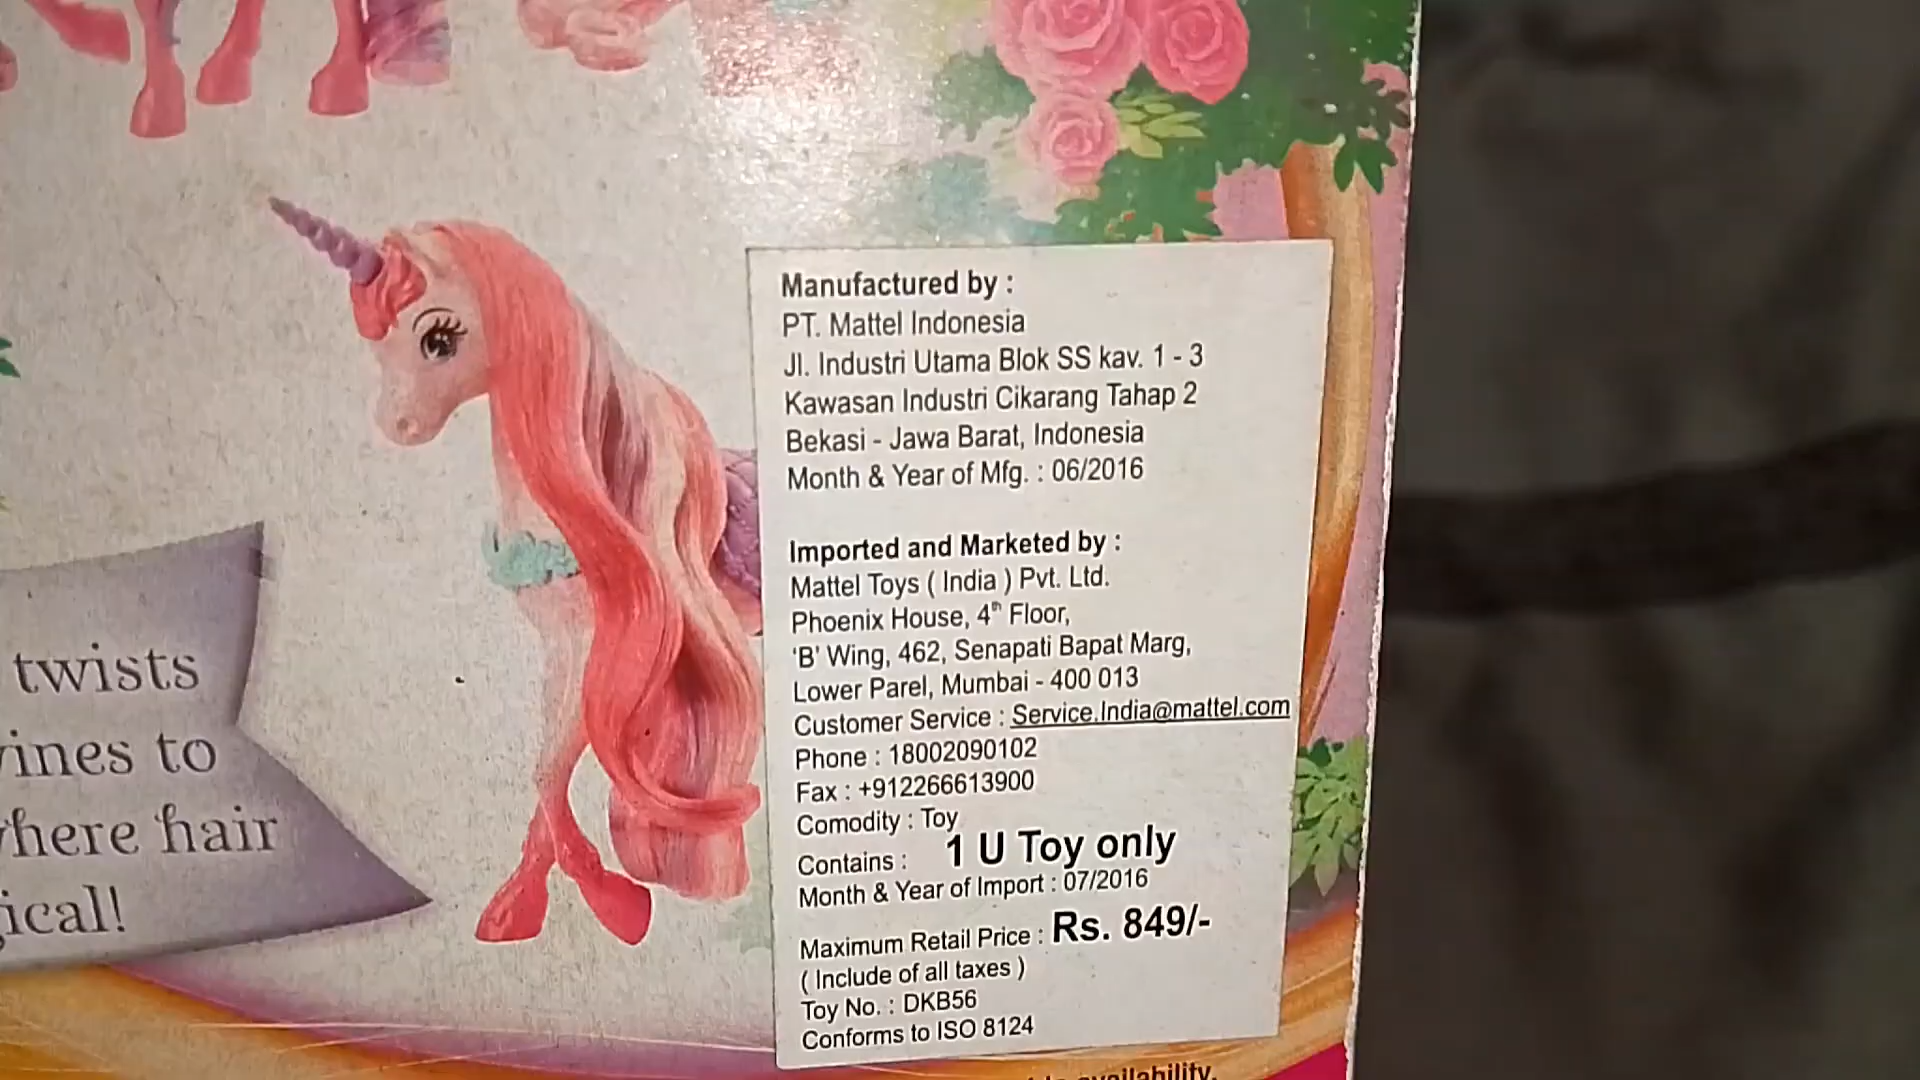 twists
ines to
here hair
ical!
Manufactured by :
PT. Mattel Indonesia
Jl. Industri Utama Blok SS kav. 1 - 3
Kawasan Industri Cikarang Tahap 2
Bekasi - Jawa Barat, Indonesia
Month & Year of Mfg. : 06/2016
Imported and Marketed by :
Mattel Toys ( India ) Pvt. Ltd.
Phoenix House, 4th Floor,
'B' Wing, 462, Senapati Bapat Marg,
Lower Parel, Mumbai - 400 013
Customer Service : Service.India@mattel.com
Phone : 18002090102
Fax : +912266613900
Comodity : Toy
Contains : 1 U Toy only
Month & Year of Import : 07/2016
Maximum Retail Price : Rs. 849/-
( Include of all taxes )
Toy No. : DKB56
Conforms to ISO 8124
availability.